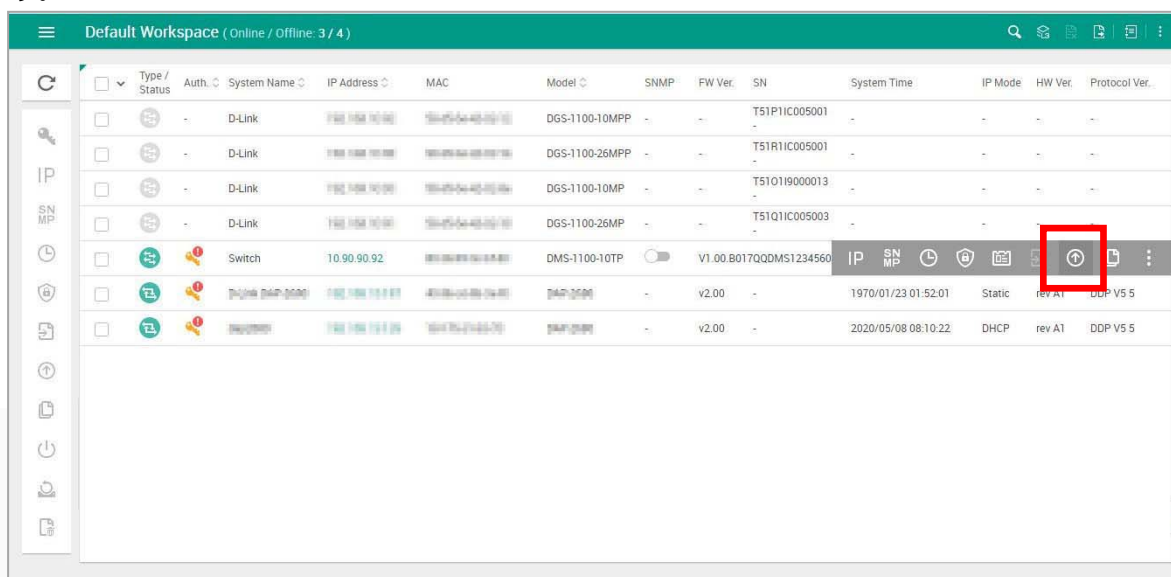 Default Workspace ( Online / Offline: 3 / 4 )
Type / Status Auth. System Name IP Address MAC Model SNMP FW Ver. SN System Time IP Mode HW Ver. Protocol Ver.
- D-Link DGS-1100-10MPP - - T51P1IC005001 - - - - -
- D-Link DGS-1100-26MPP - - T51R1IC005001 - - - - -
- D-Link DGS-1100-10MP - - T51O119000013 - - - - -
- D-Link DGS-1100-26MP - - T51Q1IC005003 - - - - -
Switch 10.90.90.92 DMS-1100-10TP V1.00.B017QQDMS1234560 IP SN MP
- v2.00 - 1970/01/23 01:52:01 Static rev A1 DDP V5 5
- v2.00 - 2020/05/08 08:10:22 DHCP rev A1 DDP V5 5
IP
SN
MP